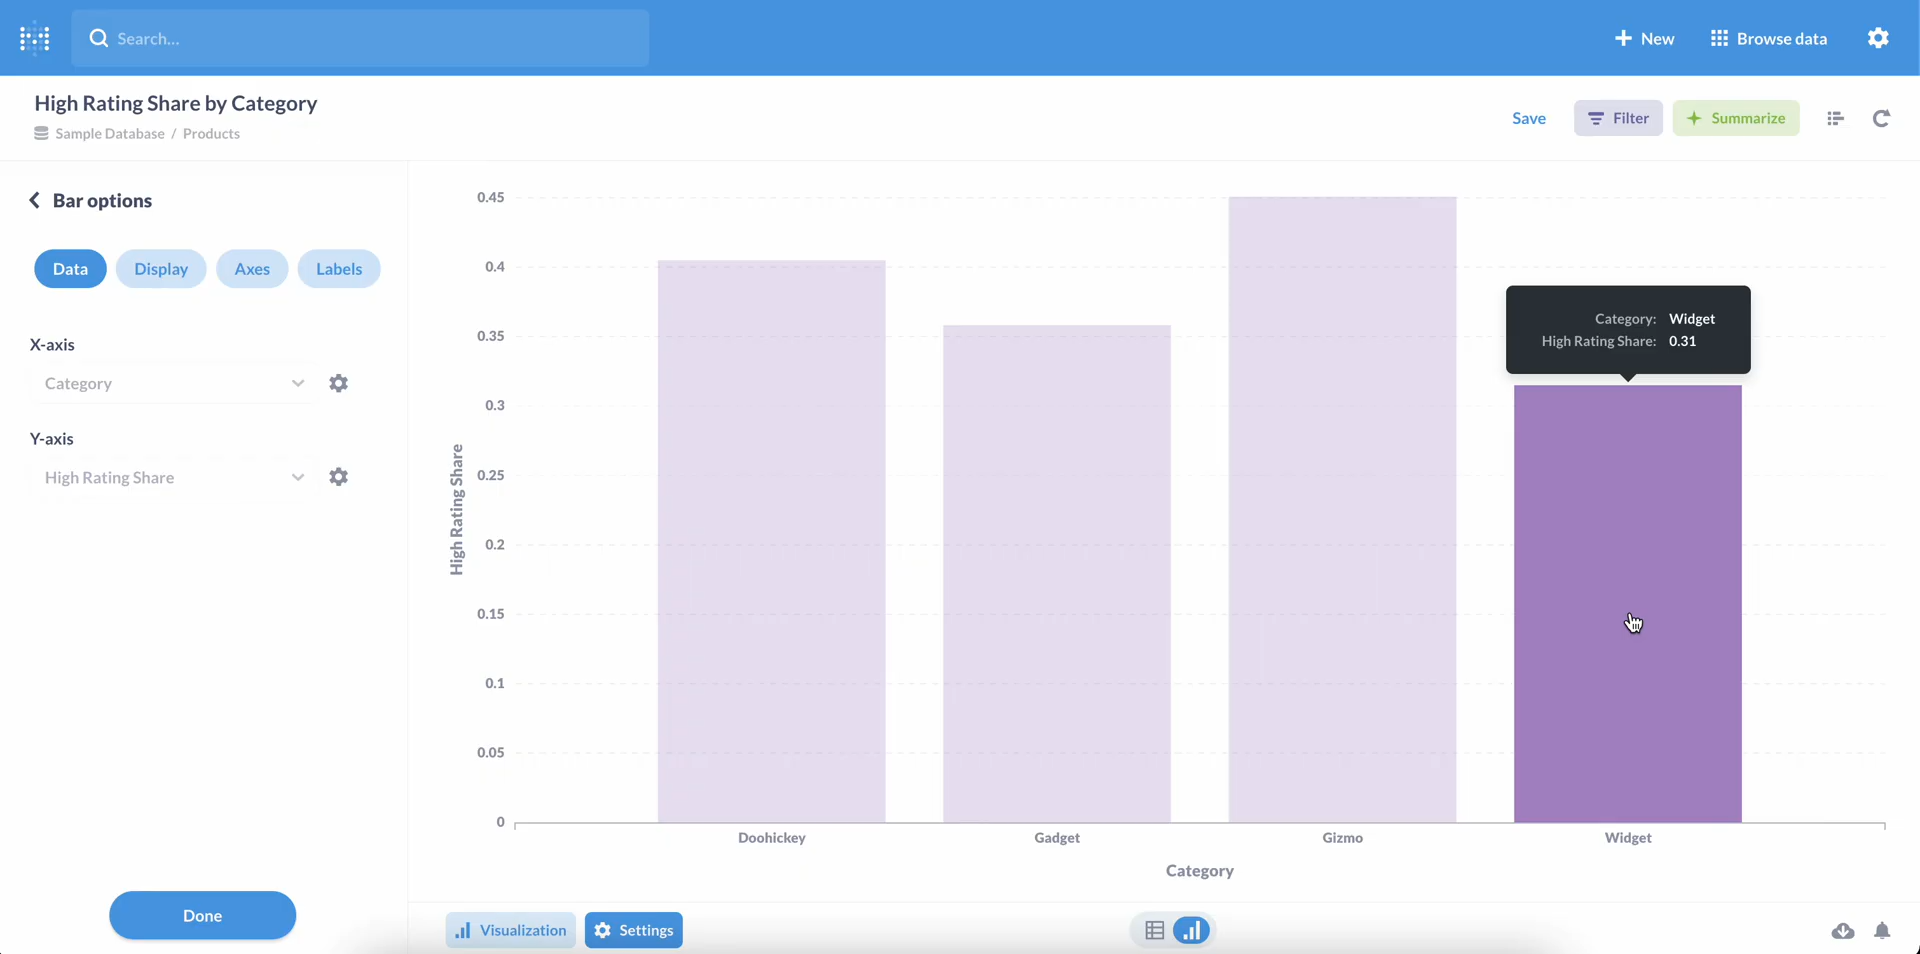 Search...
New
Browse data
High Rating Share by Category
Sample Database / Products
Save
Filter
Summarize
Bar options
Data
Display
Axes
Labels
X-axis
Category
Y-axis
High Rating Share
Done
High Rating Share
0.45
0.4
0.35
0.3
0.25
0.2
0.15
0.1
0.05
0
Category: Widget
High Rating Share: 0.31
Doohickey
Gadget
Gizmo
Widget
Category
Visualization
Settings